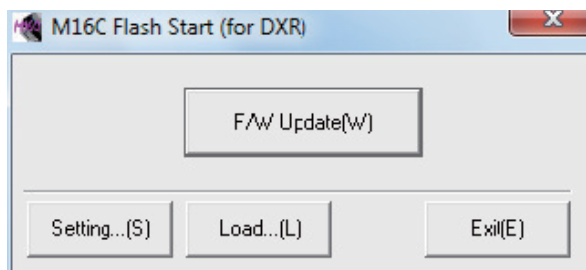 M16C Flash Start (for DXR)
F/W Update(W)
Setting...(S) Load...(L) Exit(E)